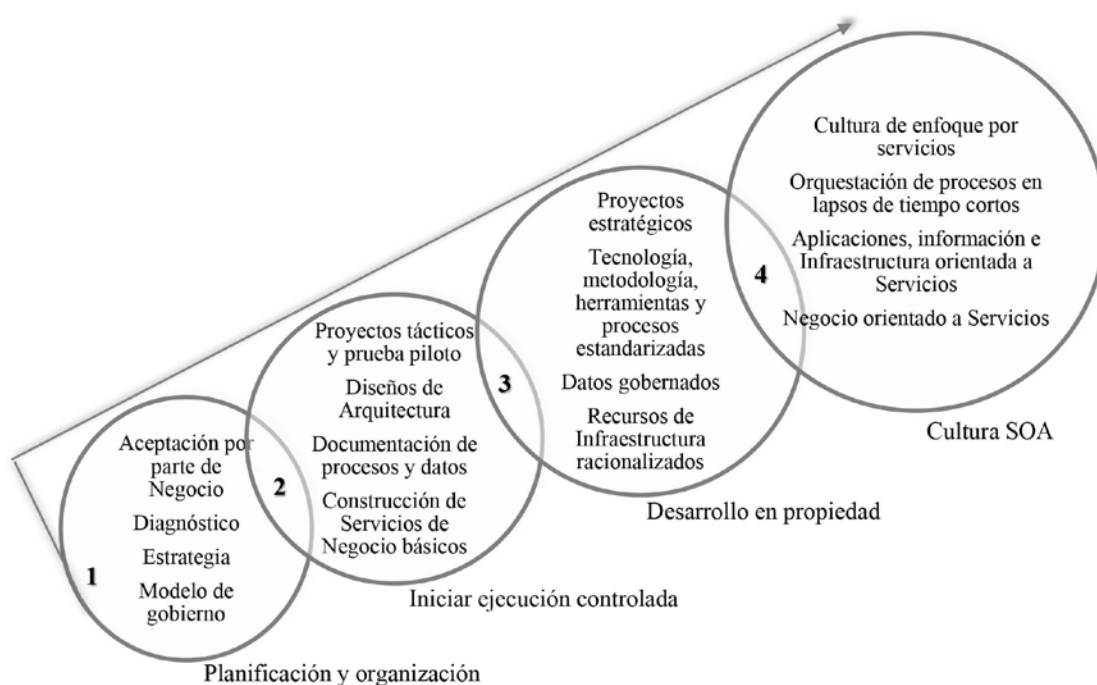 1
Aceptación por
parte de
Negocio
Diagnóstico
Estrategia
Modelo de
gobierno
Planificación y organización
2
Proyectos tácticos
y prueba piloto
Diseños de
Arquitectura
Documentación de
procesos y datos
Construcción de
Servicios de
Negocio básicos
Iniciar ejecución controlada
3
Proyectos
estratégicos
Tecnología,
metodología,
herramientas y
procesos
estandarizadas
Datos gobernados
Recursos de
Infraestructura
racionalizados
Desarrollo en propiedad
4
Cultura de enfoque por
servicios
Orquestación de procesos en
lapsos de tiempo cortos
Aplicaciones, información e
Infraestructura orientada a
Servicios
Negocio orientado a Servicios
Cultura SOA